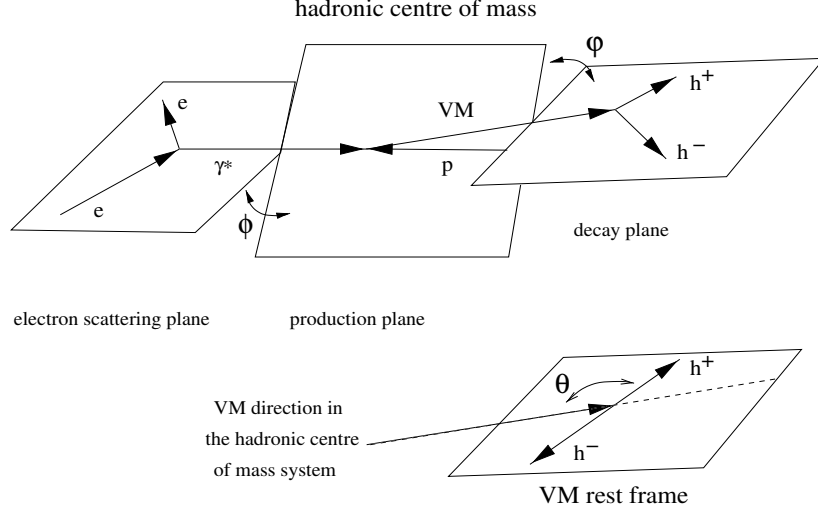 hadronic centre of mass
φ
e
h+
VM
γ*
p
h−
e
ϕ
decay plane
electron scattering plane
production plane
h+
θ
VM direction in
the hadronic centre
of mass system
h−
VM rest frame